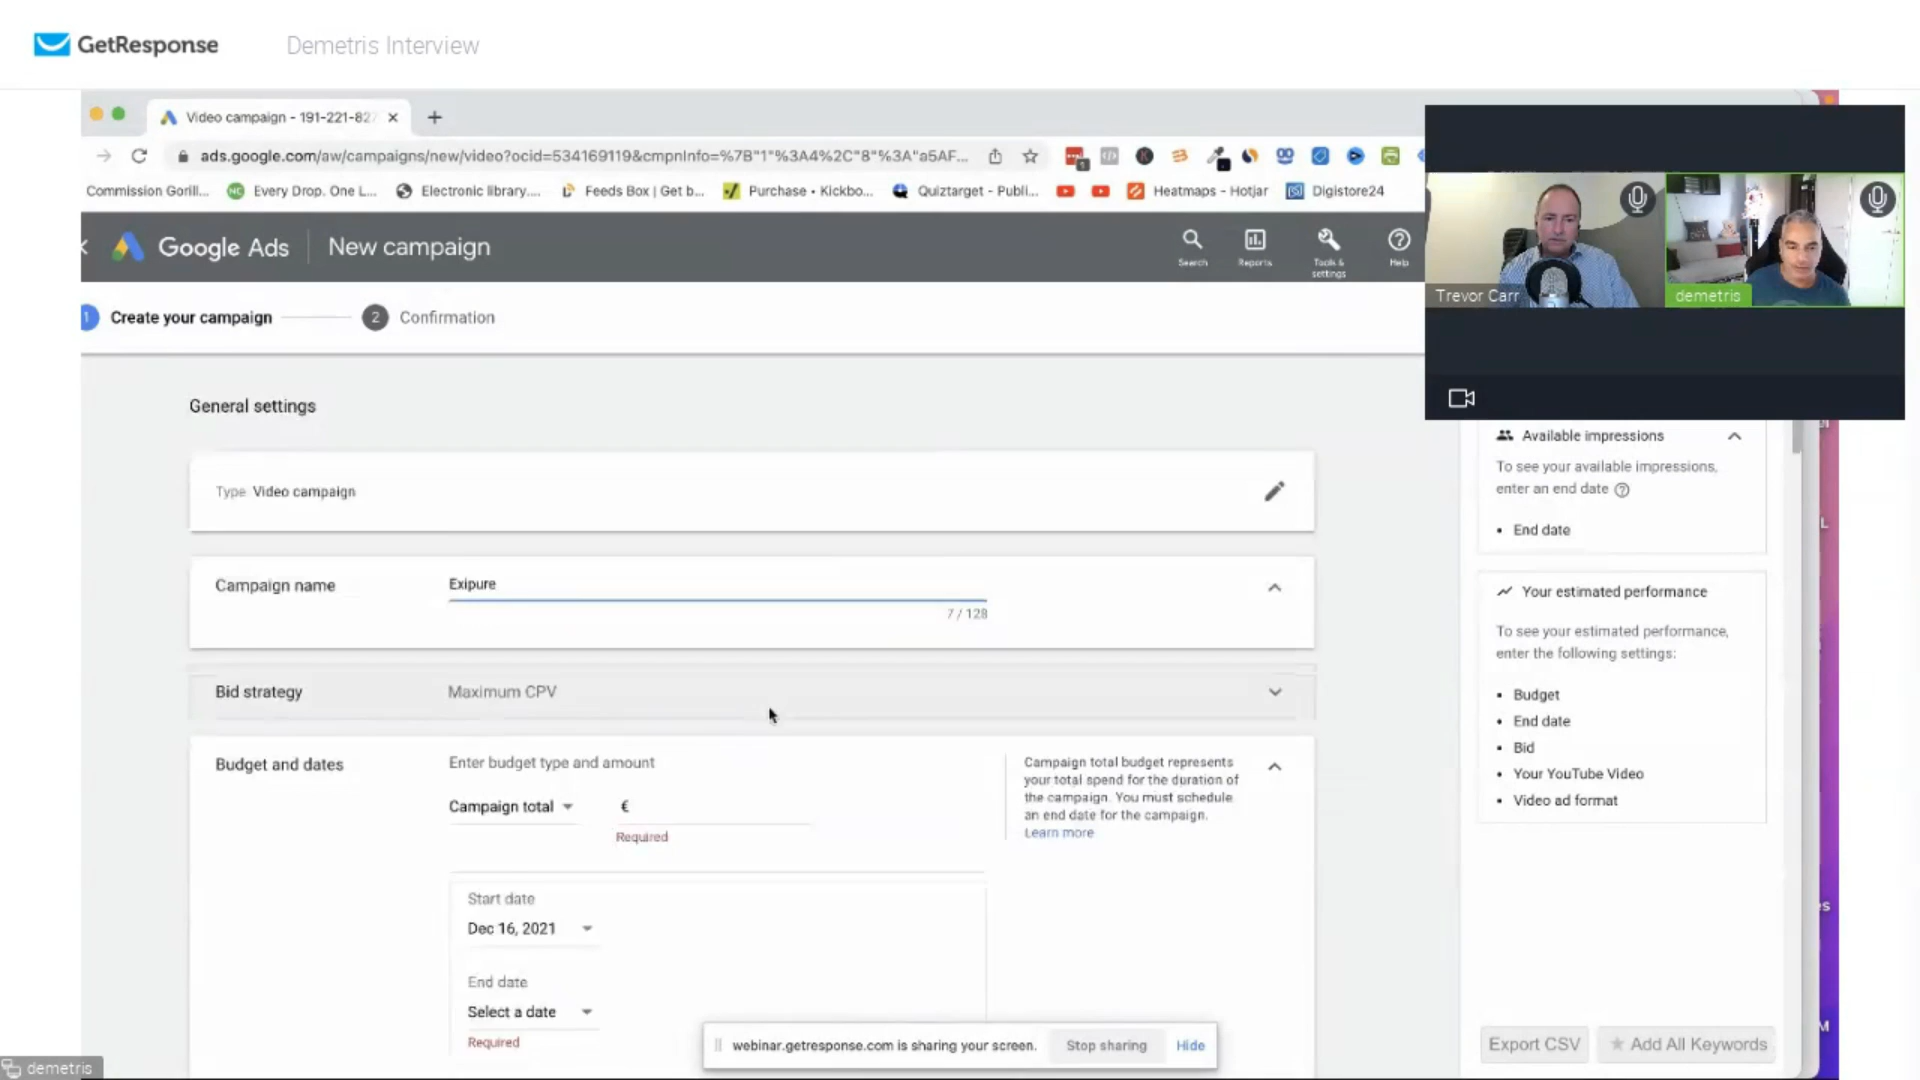 GetResponse
Demetris Interview
Video campaign - 191-221-827
ads.google.com/aw/campaigns/new/video?ocid=534169119&cmpnInfo=%7B"1"%3A4%2C"8"%3A"a5AF...
Commission Gorill... Every Drop. One L... Electronic library.... Feeds Box | Get b... Purchase • Kickbo... Quiztarget - Publi... Heatmaps - Hotjar Digistore24
Google Ads New campaign
Search Reports Tools & settings Help
Trevor Carr demetris
1 Create your campaign 2 Confirmation
General settings
Type Video campaign
Campaign name Exipure
7 / 128
Bid strategy Maximum CPV
Budget and dates Enter budget type and amount
Campaign total €
Required
Campaign total budget represents
your total spend for the duration of
the campaign. You must schedule
an end date for the campaign.
Learn more
Start date
Dec 16, 2021
End date
Select a date
Required
Available impressions
To see your available impressions,
enter an end date
• End date
Your estimated performance
To see your estimated performance,
enter the following settings:
• Budget
• End date
• Bid
• Your YouTube Video
• Video ad format
webinar.getresponse.com is sharing your screen. Stop sharing Hide
Export CSV Add All Keywords
demetris